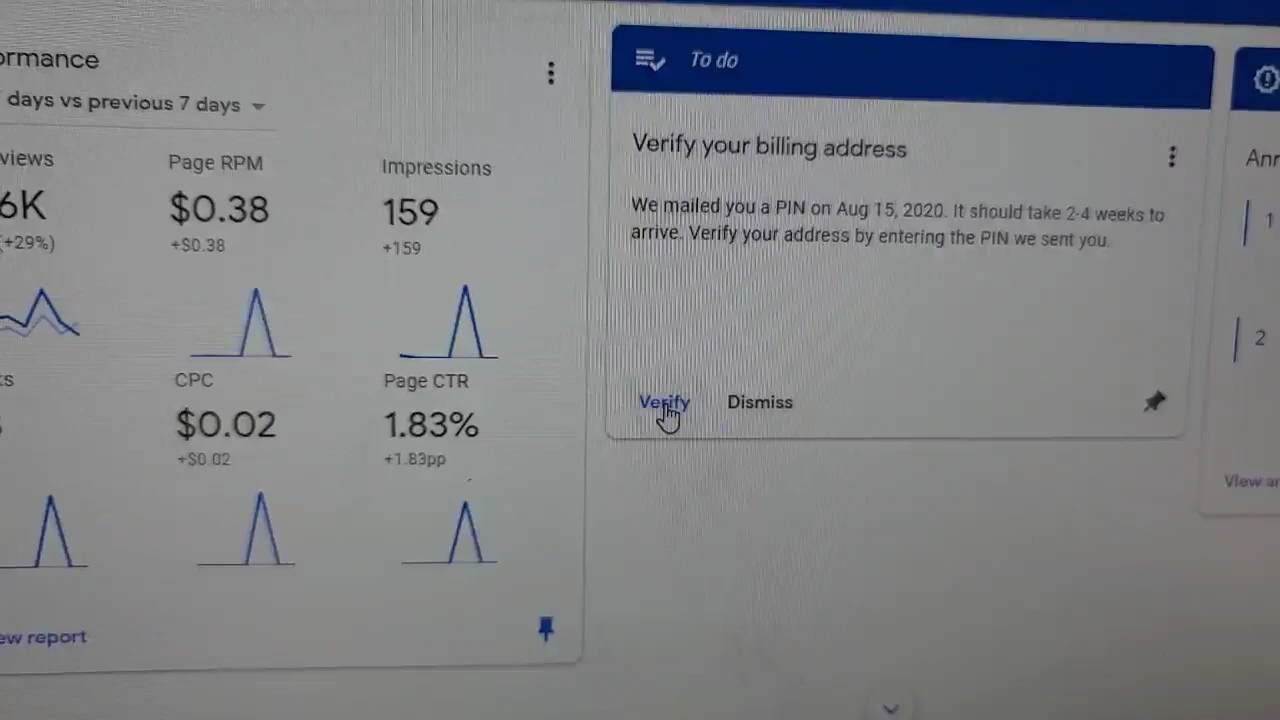 ormance
days vs previous 7 days
views
Page RPM
Impressions
6K
$0.38
159
(+29%)
+$0.38
+159
CPC
Page CTR
$0.02
1.83%
+$0.02
+1.83pp
ew report
To do
Verify your billing address
We mailed you a PIN on Aug 15, 2020. It should take 2-4 weeks to
arrive. Verify your address by entering the PIN we sent you.
Verify
Dismiss
Anr
1
2
View ar